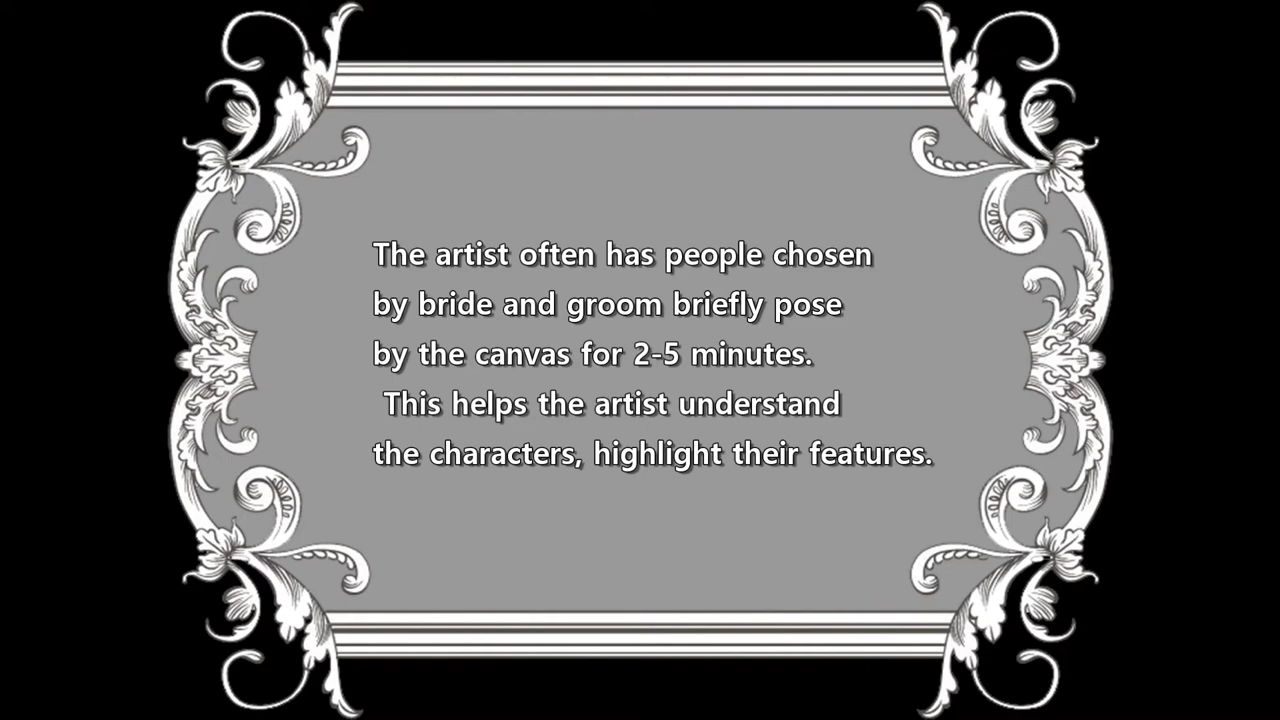 The artist often has people chosen
by bride and groom briefly pose
by the canvas for 2-5 minutes.
This helps the artist understand
the characters, highlight their features.